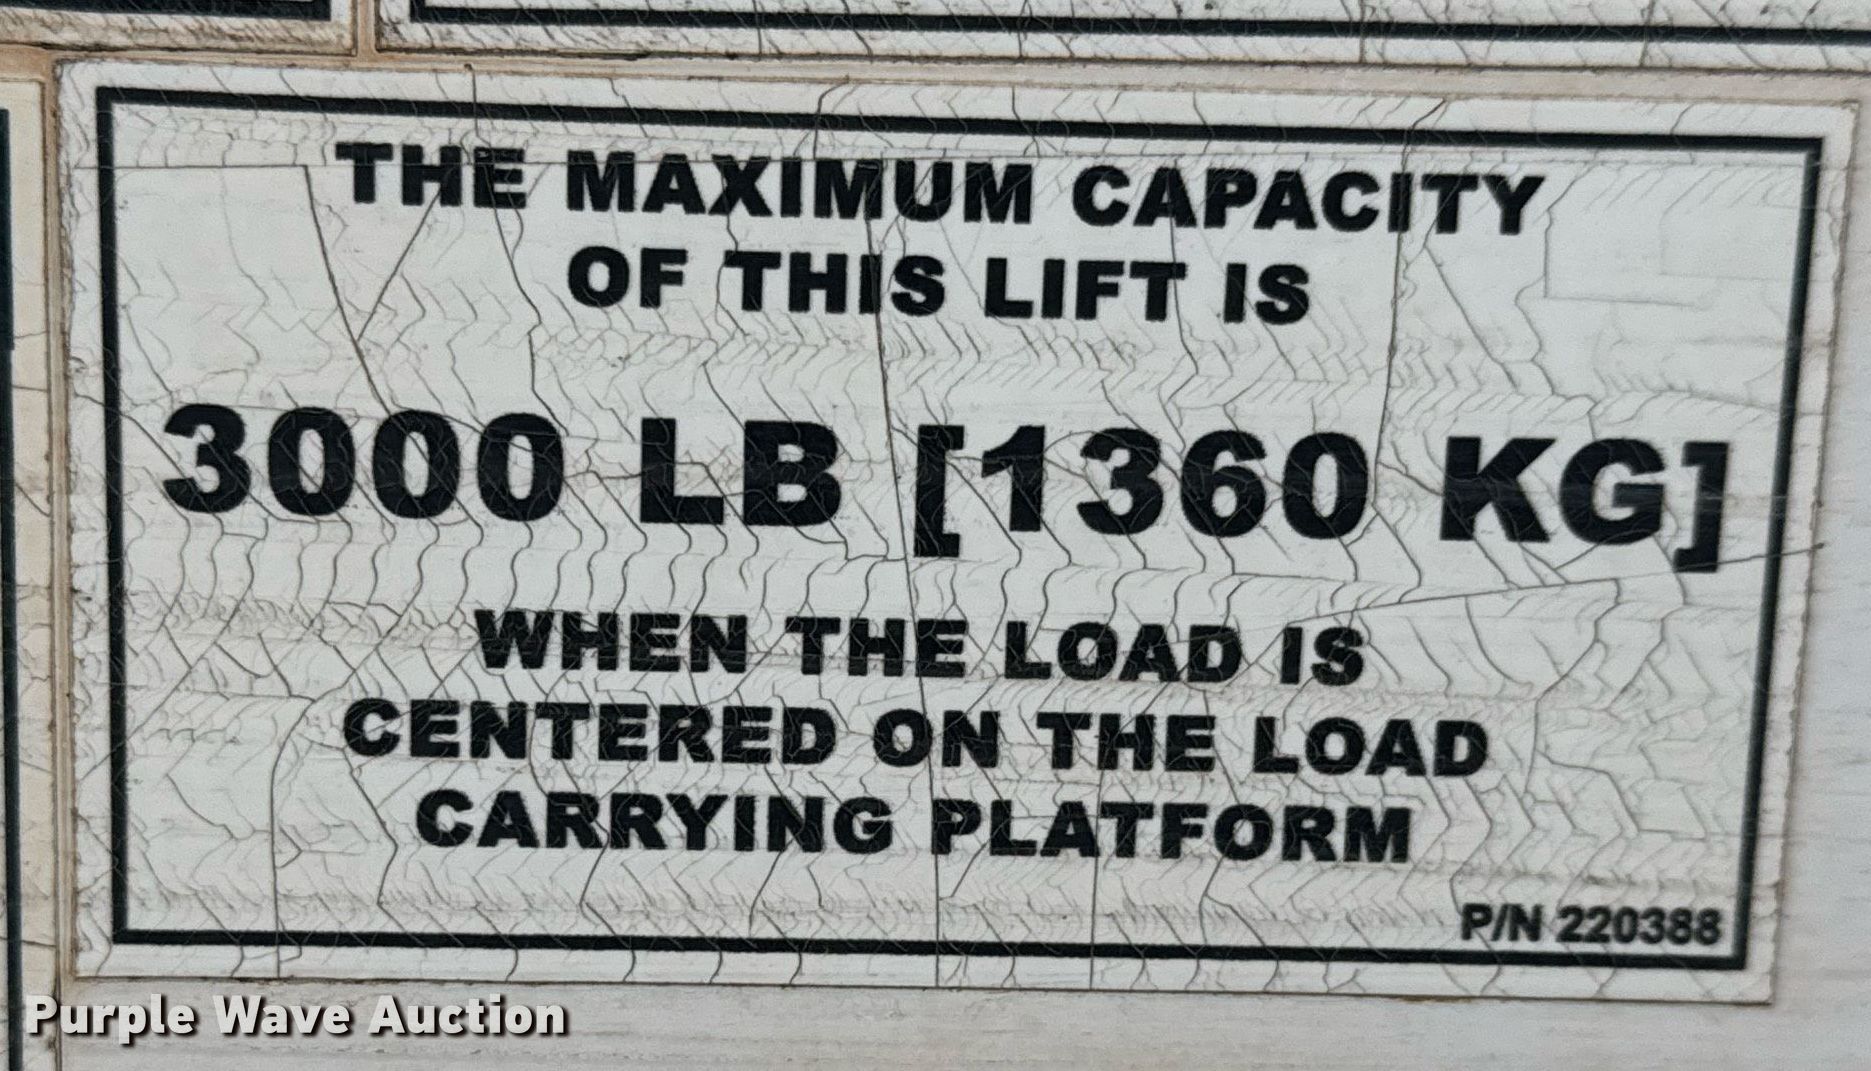 THE MAXIMUM CAPACITY
OF THIS LIFT IS
3000 LB [1360 KG]
WHEN THE LOAD IS
CENTERED ON THE LOAD
CARRYING PLATFORM
P/N 220388
Purple Wave Auction